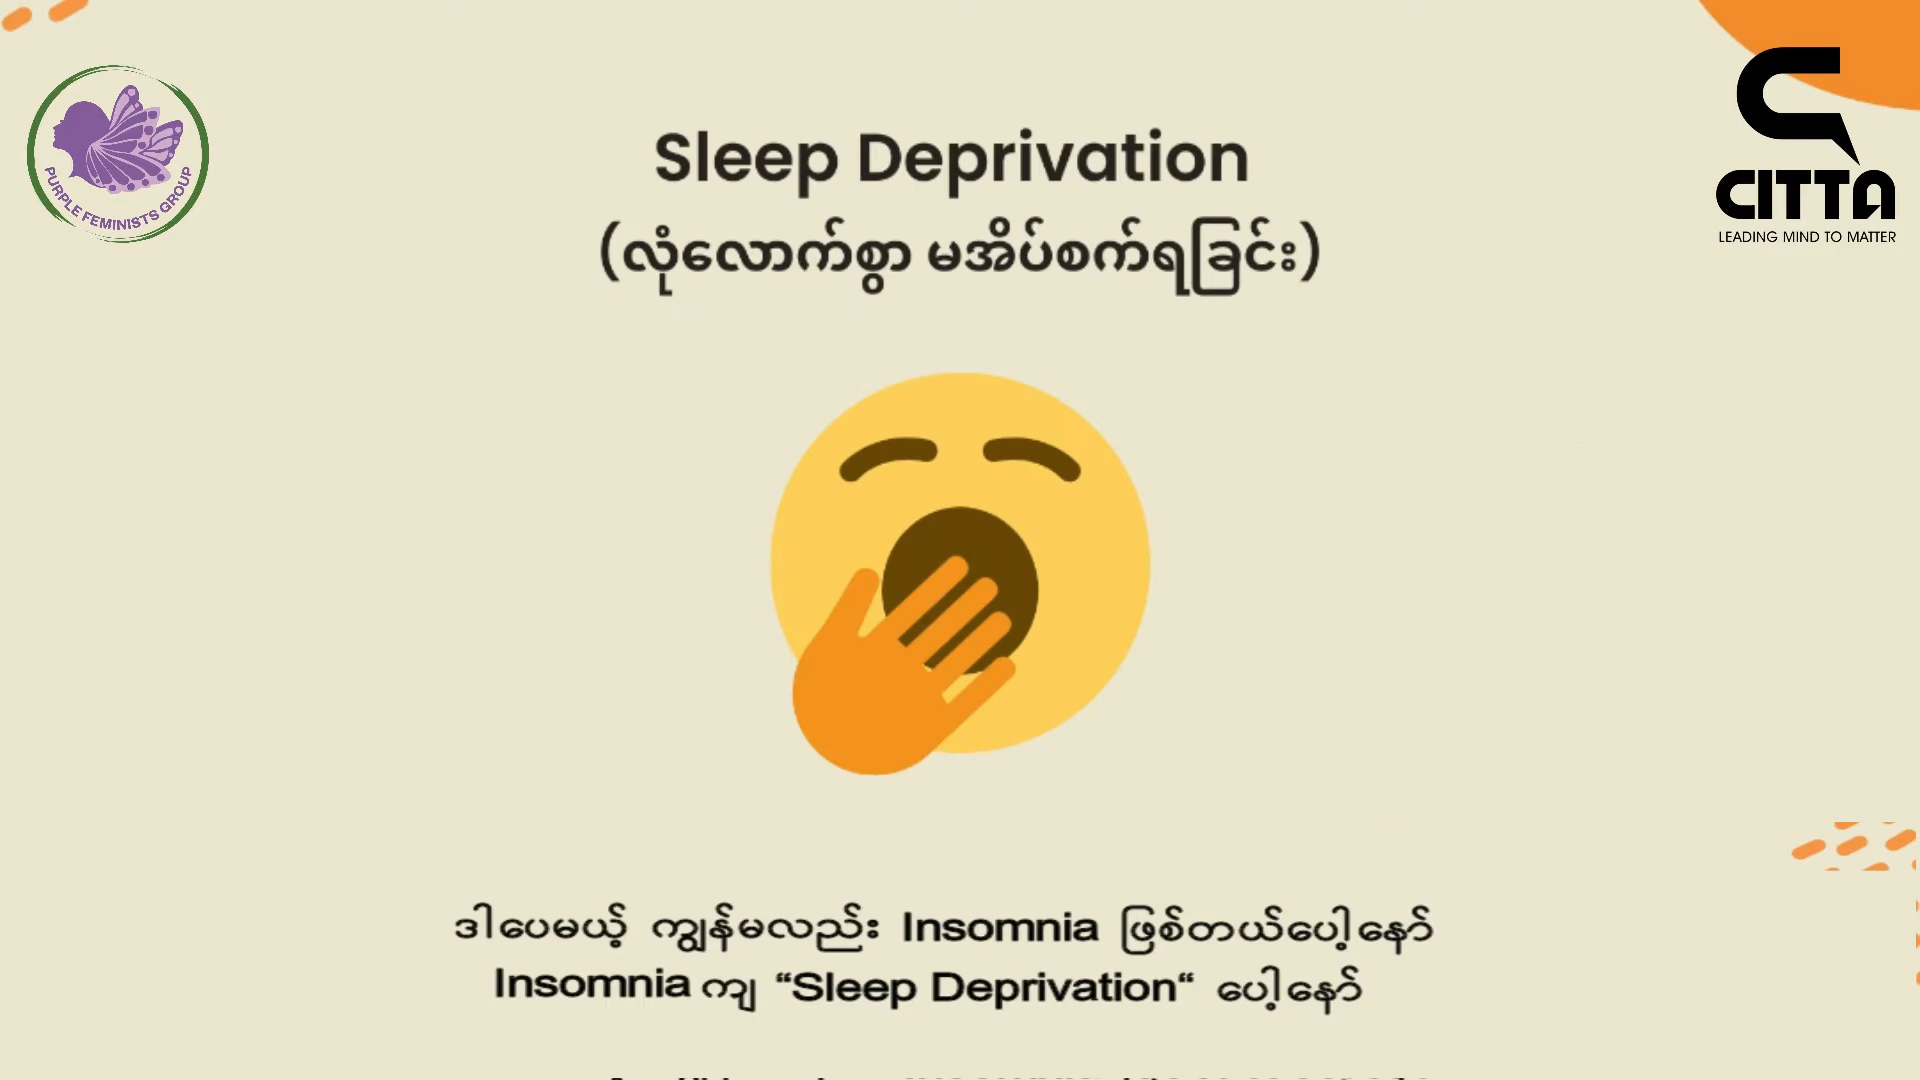 PURPLE FEMINISTS GROUP
CITTA
LEADING MIND TO MATTER
Sleep Deprivation
(လုံလောက်စွာ မအိပ်စက်ရခြင်း)
ဒါပေမယ့် ကျွန်မလည်း Insomnia ဖြစ်တယ်ပေါ့နော်
Insomnia ကျ “Sleep Deprivation“ ပေါ့နော်